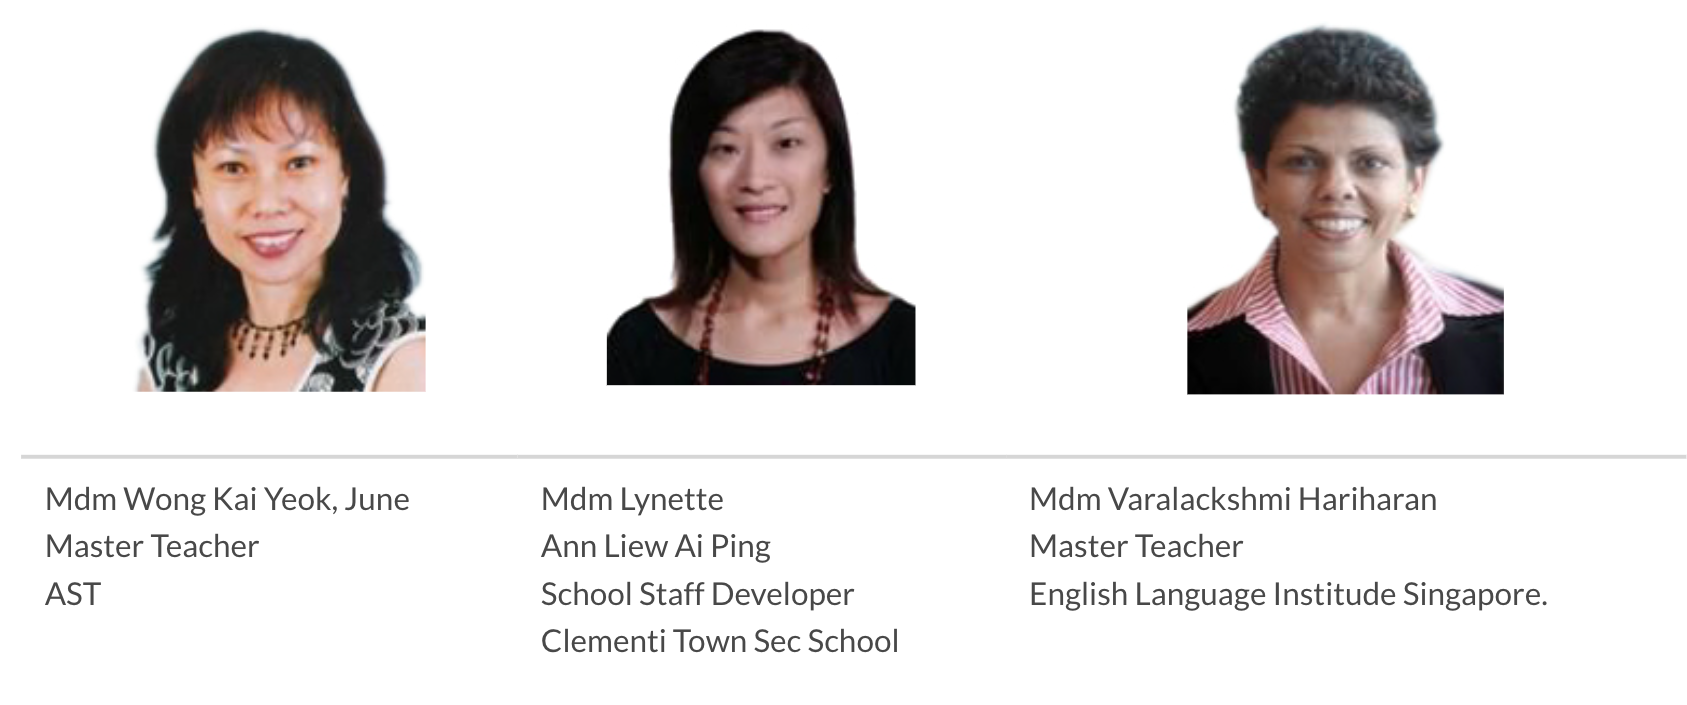 Mdm Wong Kai Yeok, June
Master Teacher
AST
Mdm Lynette
Ann Liew Ai Ping
School Staff Developer
Clementi Town Sec School
Mdm Varalackshmi Hariharan
Master Teacher
English Language Institude Singapore.